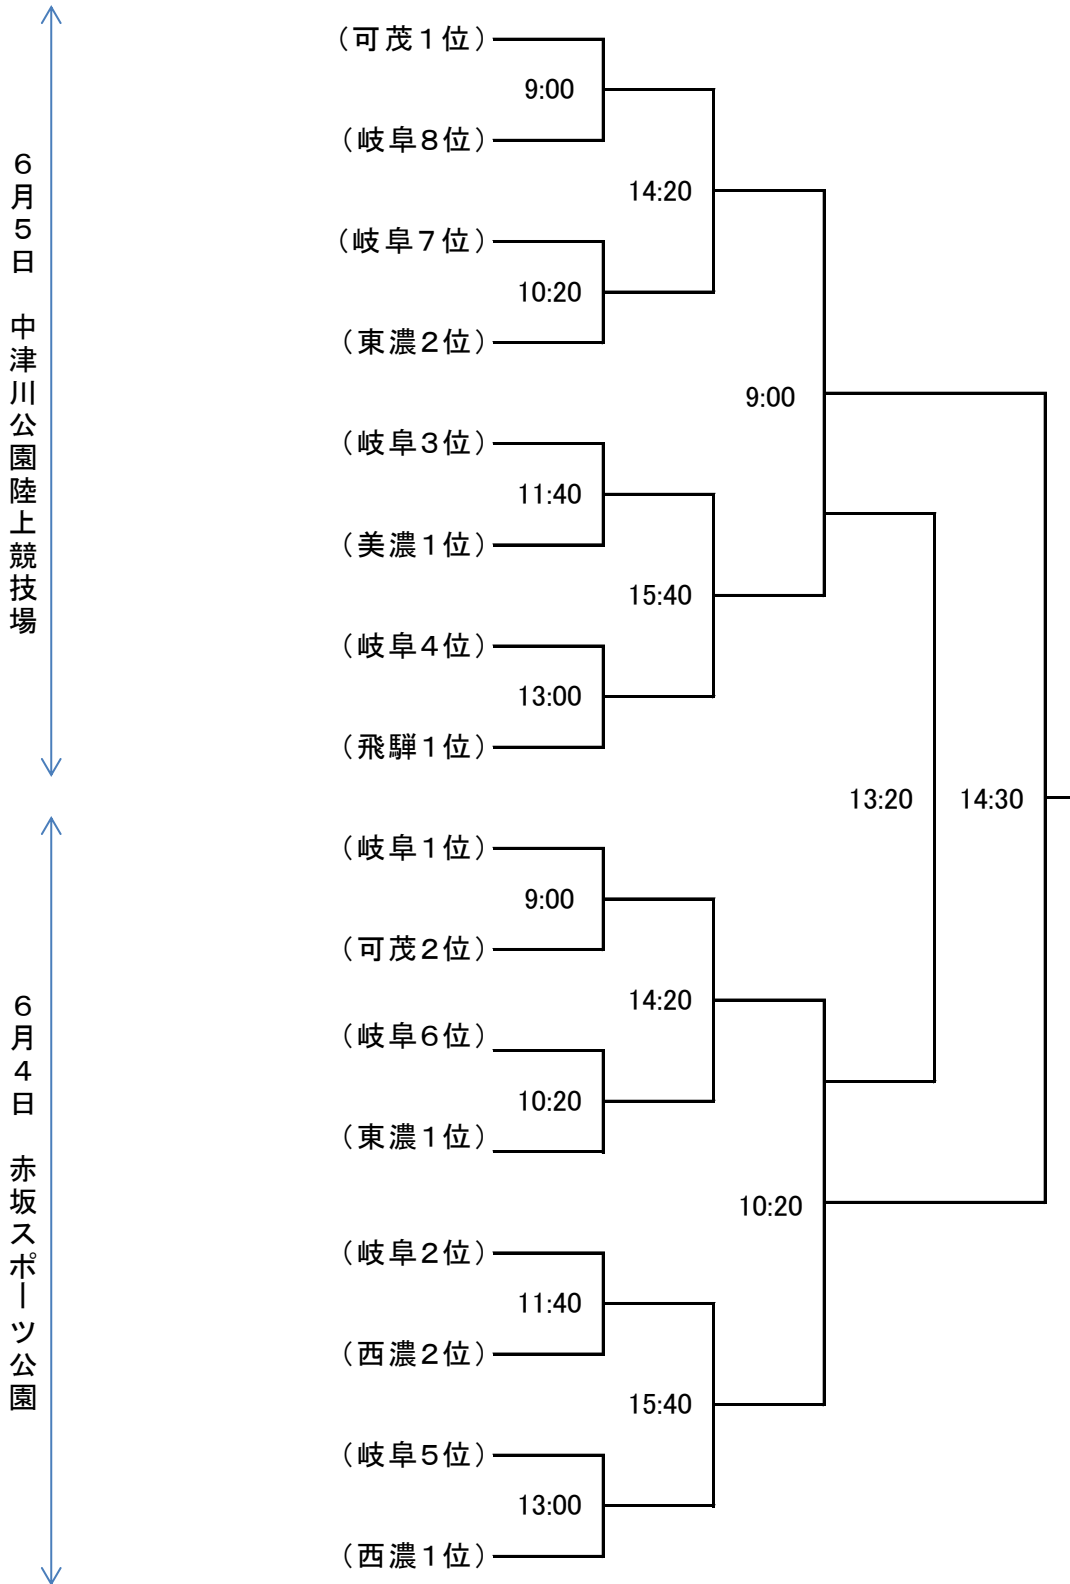 6月5日　中津川公園陸上競技場
（可茂１位）
9:00
（岐阜８位）
14:20
（岐阜７位）
10:20
（東濃２位）
9:00
（岐阜３位）
11:40
（美濃１位）
15:40
（岐阜４位）
13:00
（飛騨１位）
13:20
14:30
6月4日　赤坂スポーツ公園
（岐阜１位）
9:00
（可茂２位）
14:20
（岐阜６位）
10:20
（東濃１位）
10:20
（岐阜２位）
11:40
（西濃２位）
15:40
（岐阜５位）
13:00
（西濃１位）